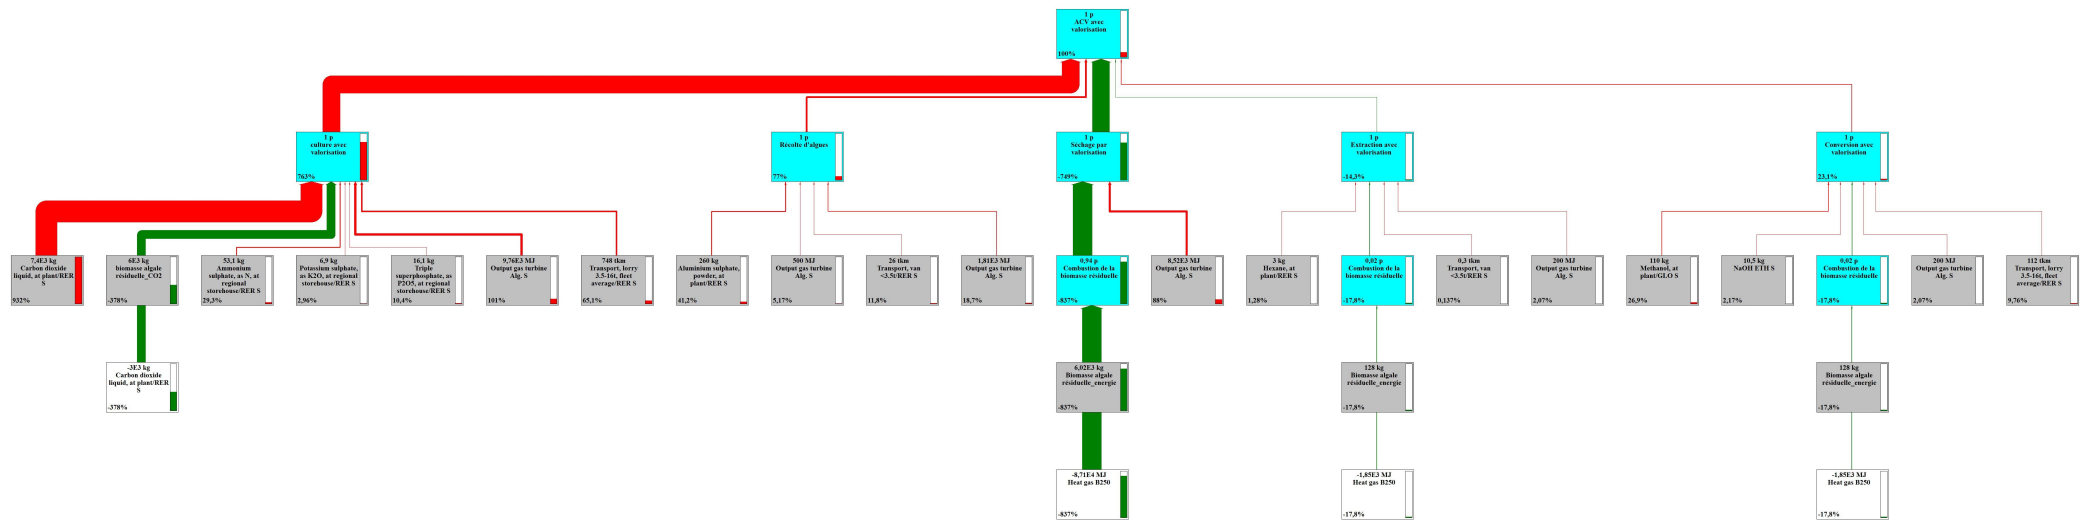 1 p
ACV avec
valorisation
100%
1 p
culture avec
valorisation
763%
1 p
Récolte d'algues
77%
1 p
Séchage par
valorisation
-749%
1 p
Extraction avec
valorisation
-14,3%
1 p
Conversion avec
valorisation
23,1%
7,4E3 kg
Carbon dioxide
liquid, at plant/RER
S
932%
6E3 kg
biomasse algale
résiduelle_CO2
-378%
53,1 kg
Ammonium
sulphate, as N, at
regional
storehouse/RER S
29,3%
6,9 kg
Potassium sulphate,
as K2O, at regional
storehouse/RER S
2,96%
16,1 kg
Triple
superphosphate, as
P2O5, at regional
storehouse/RER S
10,4%
9,76E3 MJ
Output gas turbine
Alg. S
101%
748 tkm
Transport, lorry
3.5-16t, fleet
average/RER S
65,1%
260 kg
Aluminium sulphate,
powder, at
plant/RER S
41,2%
500 MJ
Output gas turbine
Alg. S
5,17%
26 tkm
Transport, van
<3.5t/RER S
11,8%
1,81E3 MJ
Output gas turbine
Alg. S
18,7%
0,94 p
Combustion de la
biomasse résiduelle
-837%
8,52E3 MJ
Output gas turbine
Alg. S
88%
3 kg
Hexane, at
plant/RER S
1,28%
0,02 p
Combustion de la
biomasse résiduelle
-17,8%
0,3 tkm
Transport, van
<3.5t/RER S
0,137%
200 MJ
Output gas turbine
Alg. S
2,07%
110 kg
Methanol, at
plant/GLO S
26,9%
10,5 kg
NaOH ETH S
2,17%
0,02 p
Combustion de la
biomasse résiduelle
-17,8%
200 MJ
Output gas turbine
Alg. S
2,07%
112 tkm
Transport, lorry
3.5-16t, fleet
average/RER S
9,76%
-3E3 kg
Carbon dioxide
liquid, at plant/RER
S
-378%
6,02E3 kg
Biomasse algale
résiduelle_energie
-837%
128 kg
Biomasse algale
résiduelle_energie
-17,8%
128 kg
Biomasse algale
résiduelle_energie
-17,8%
-8,71E4 MJ
Heat gas B250
-837%
-1,85E3 MJ
Heat gas B250
-17,8%
-1,85E3 MJ
Heat gas B250
-17,8%